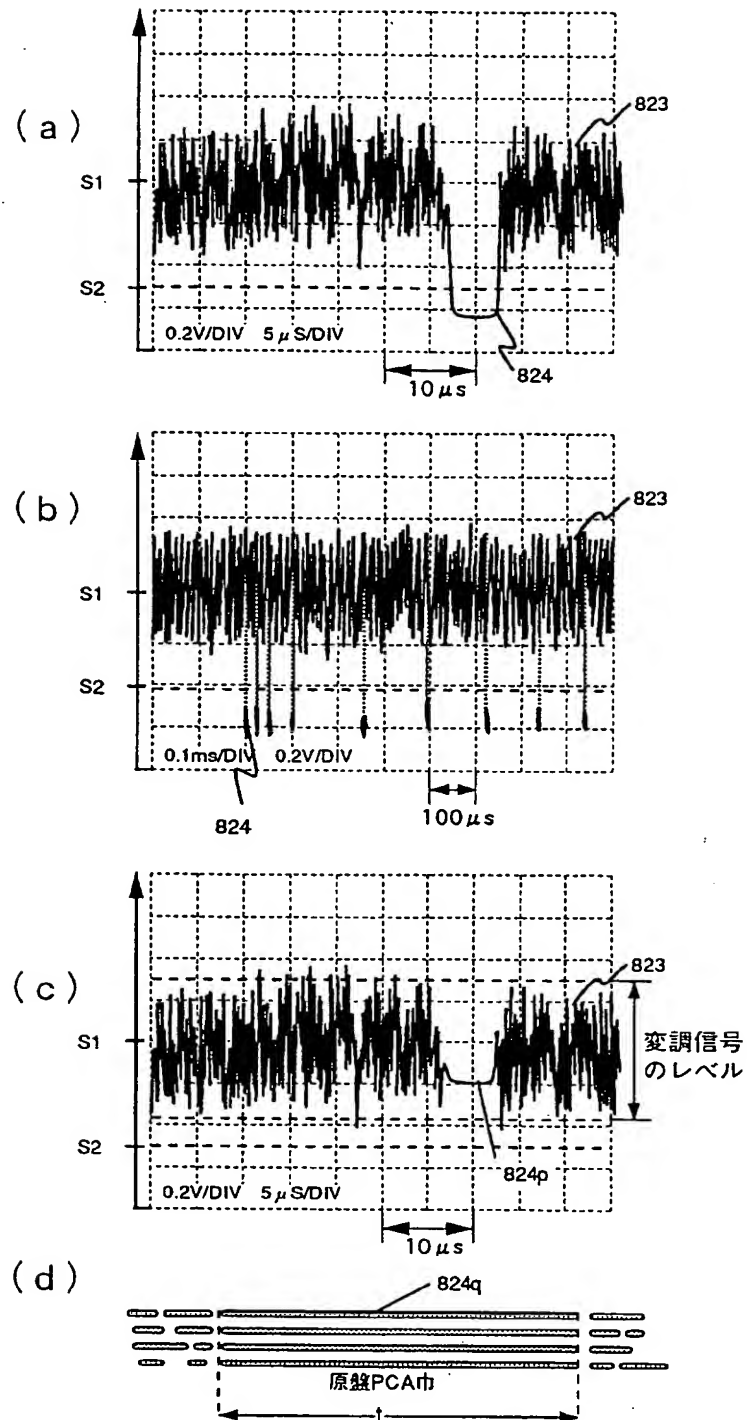 (a)
823
S1
S2
0.2V/DIV 5μS/DIV
824
10μs
(b)
823
S1
S2
0.1ms/DIV 0.2V/DIV
824
100μs
(c)
823
S1
変調信号
のレベル
S2
824p
0.2V/DIV 5μS/DIV
10μs
(d)
824q
原盤PCA巾
t